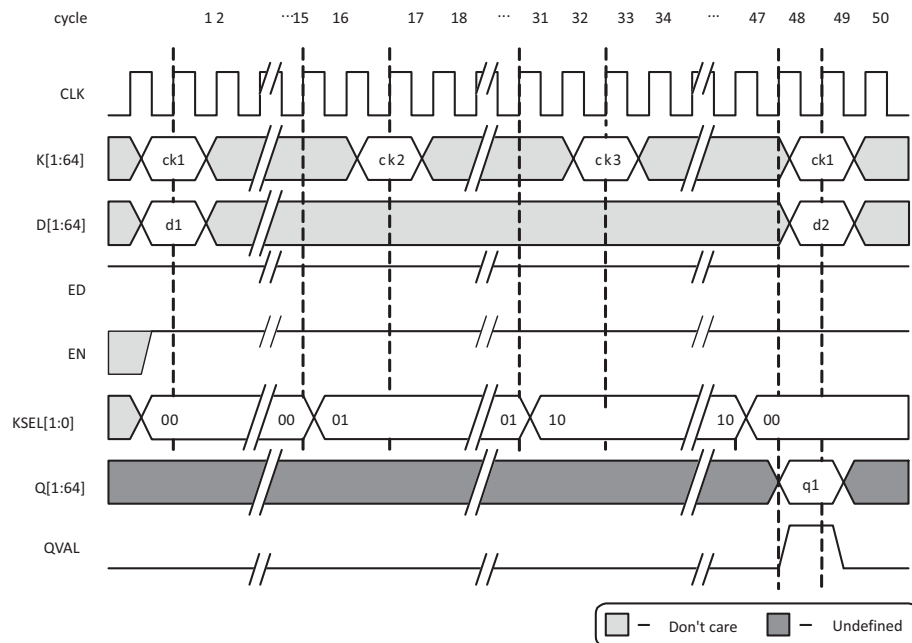 cycle 1 2 ...15 16 17 18 ... 31 32 33 34 ... 47 48 49 50
CLK
K[1:64] ck1 ck2 ck3 ck1
D[1:64] d1 d2
ED
EN
KSEL[1:0] 00 00 01 01 10 10 00
Q[1:64] q1
QVAL
— Don't care — Undefined